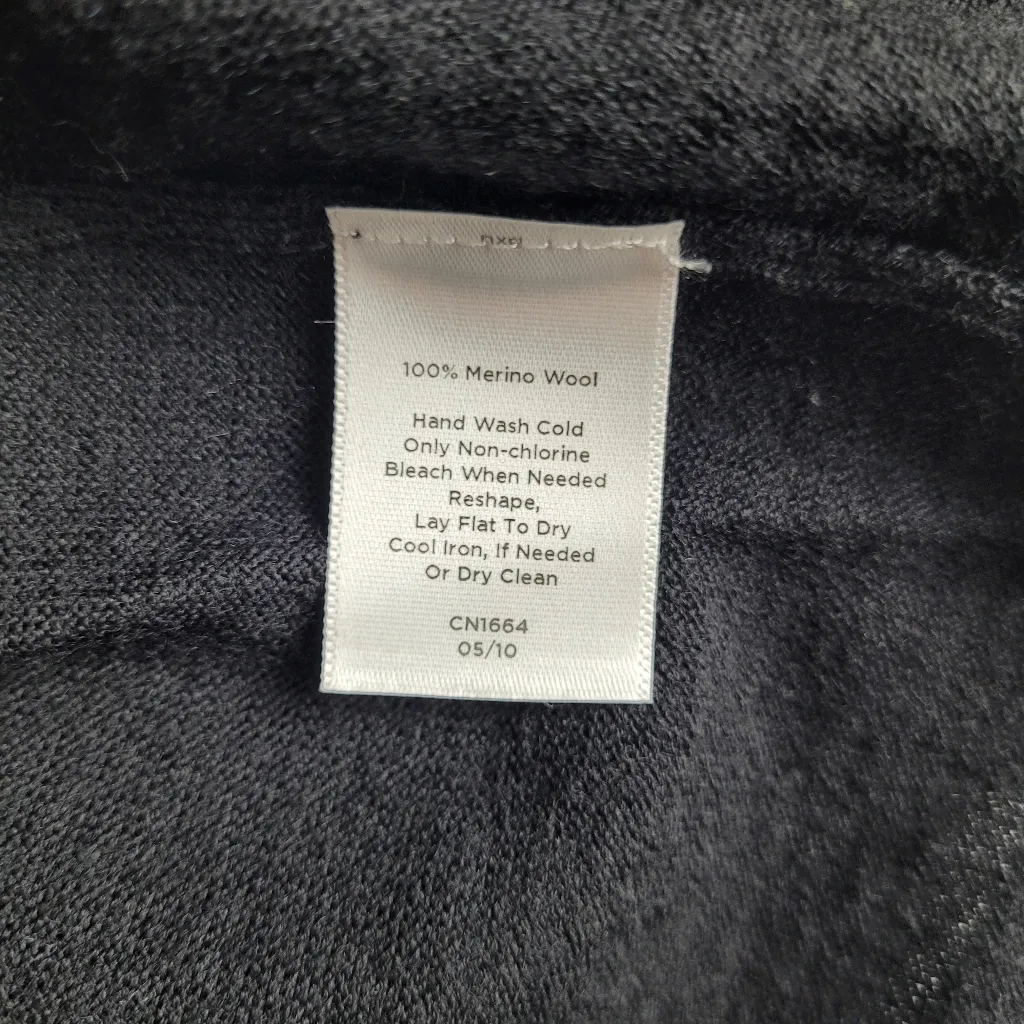 100% Merino Wool
Hand Wash Cold
Only Non-chlorine
Bleach When Needed
Reshape,
Lay Flat To Dry
Cool Iron, If Needed
Or Dry Clean
CN1664
05/10